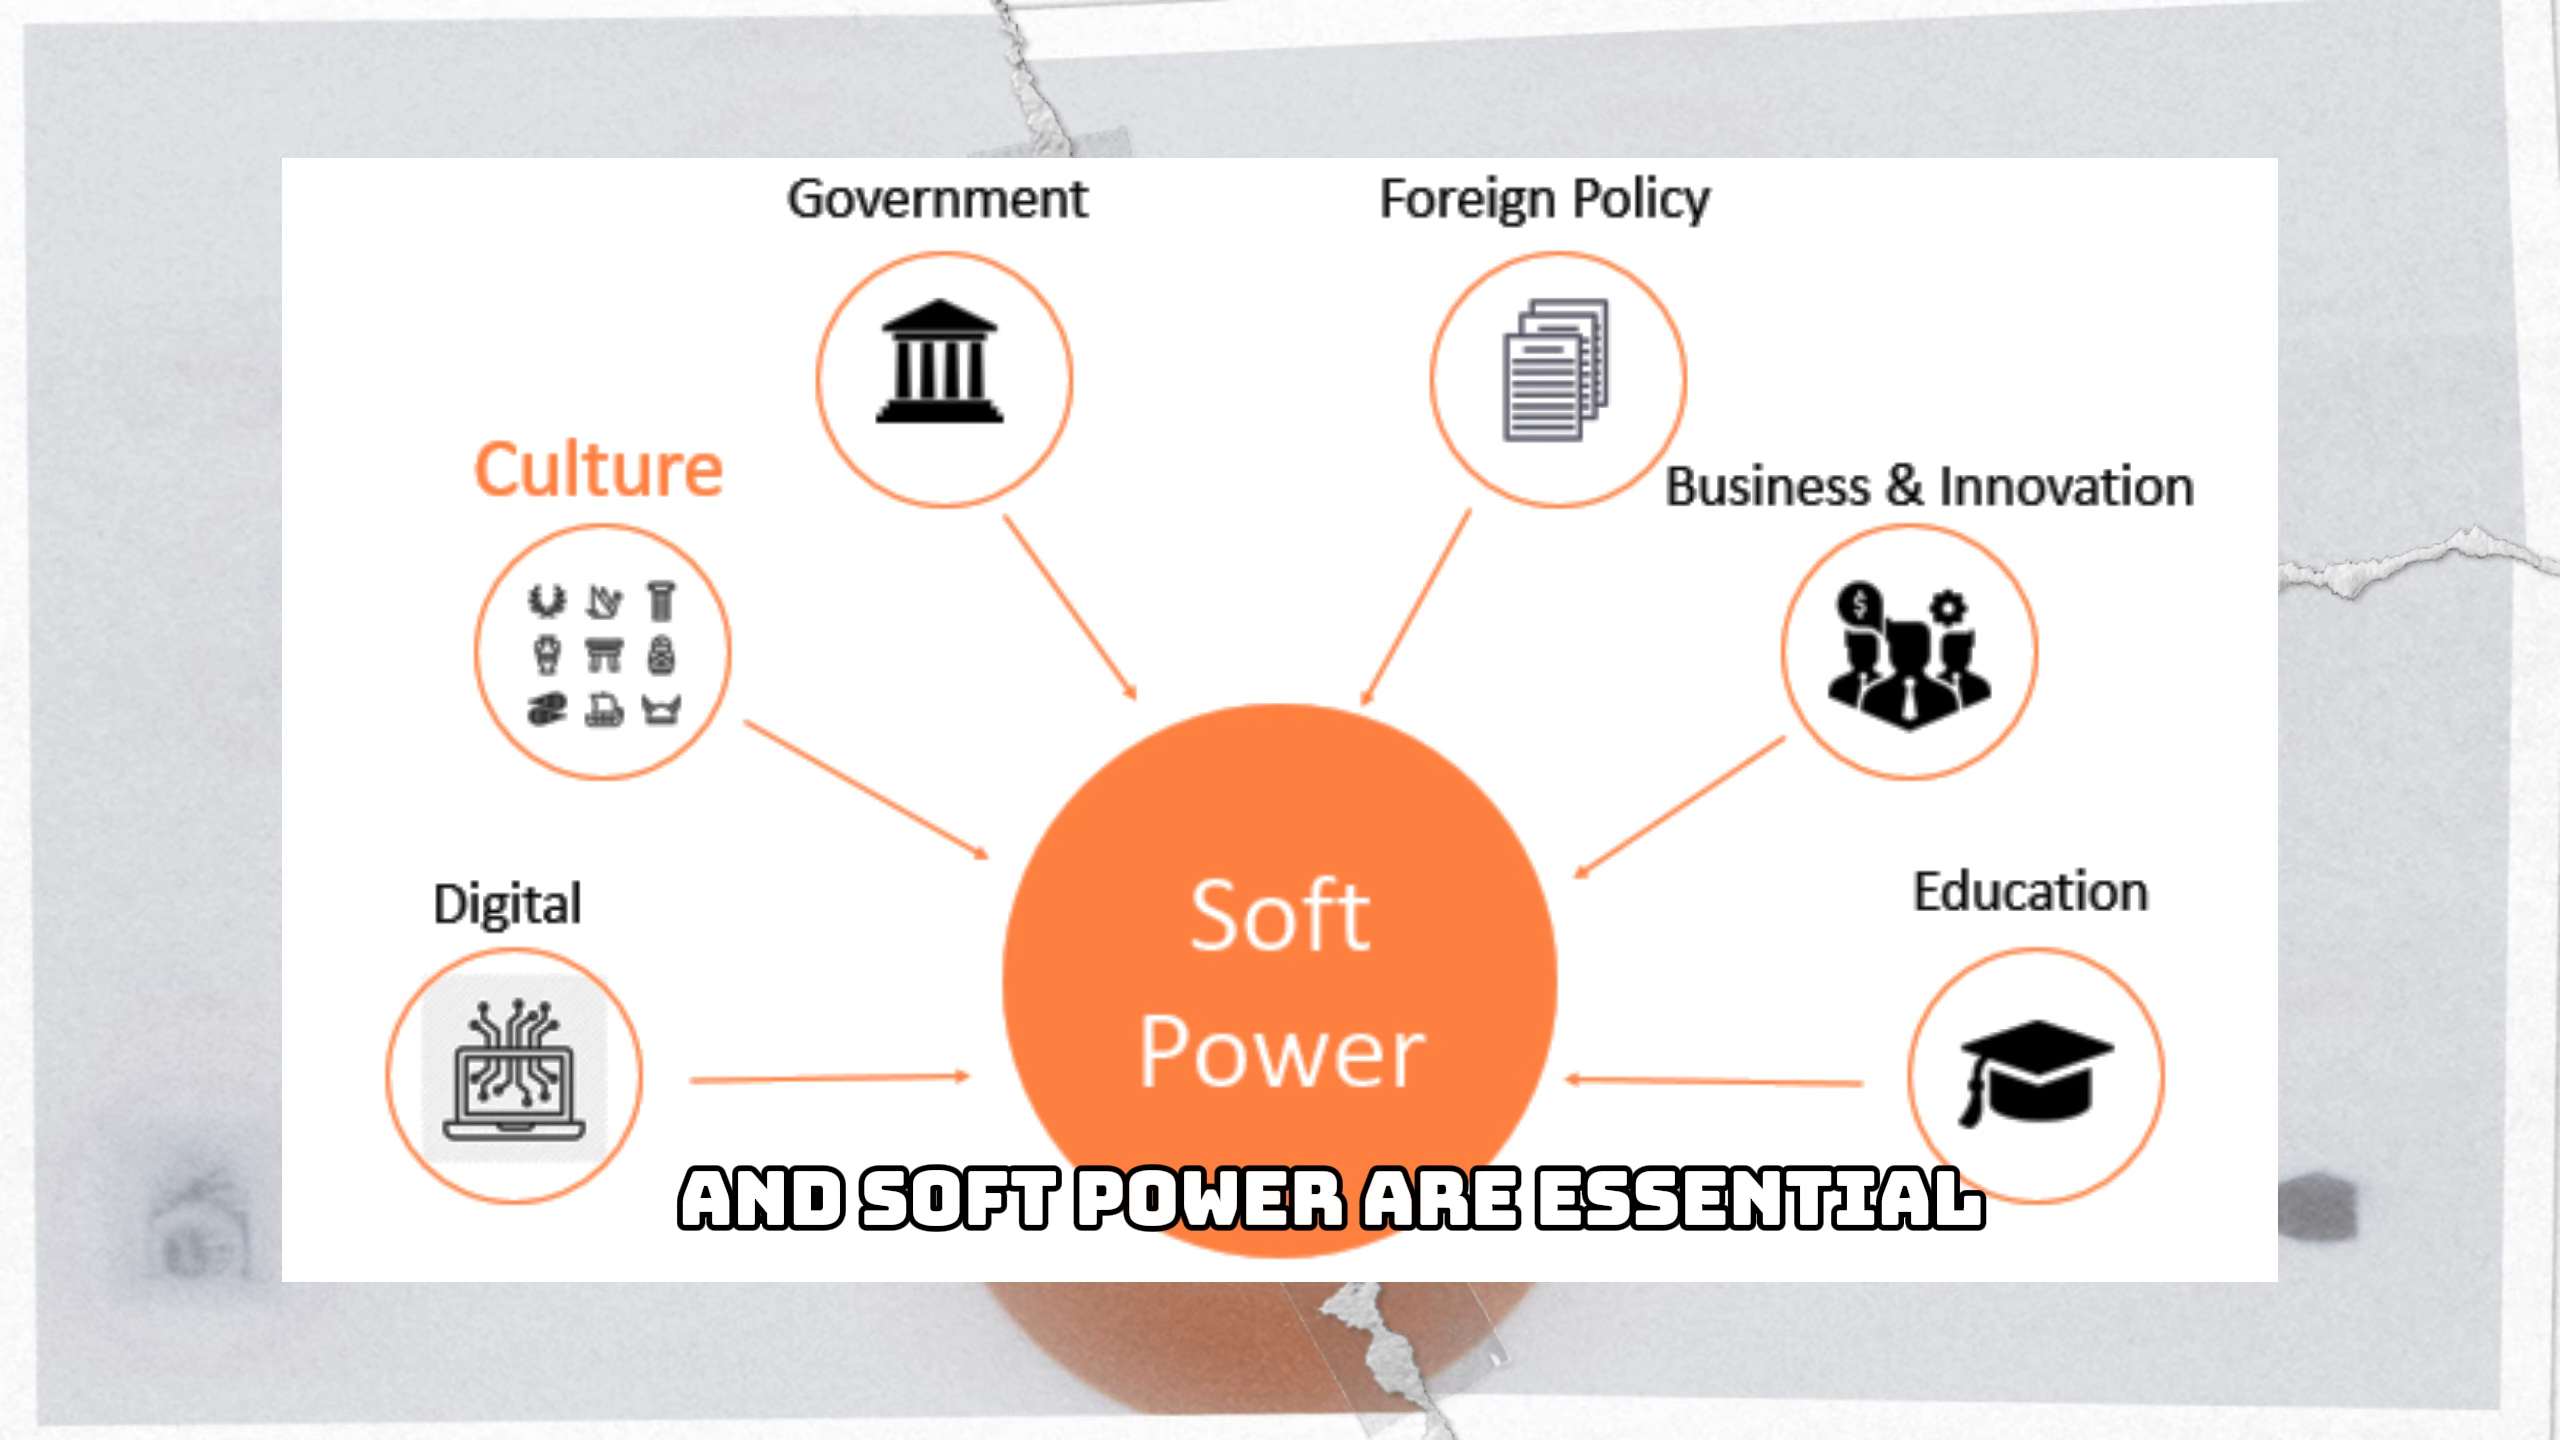 Government
Foreign Policy
Culture
Business & Innovation
Digital
Education
Soft
Power
AND SOFT POWER ARE ESSENTIAL